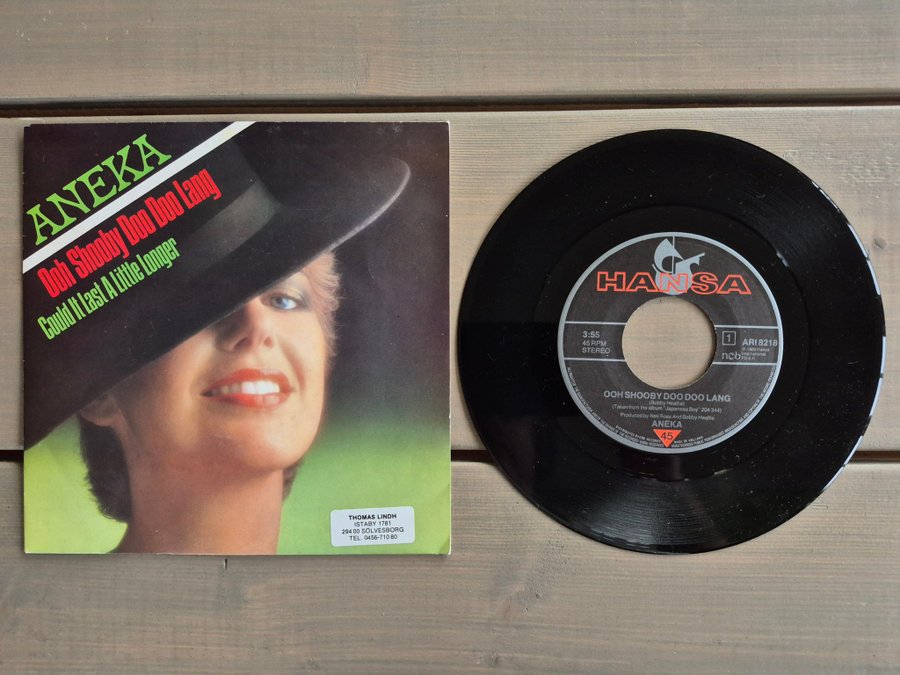 ANEKA
Ooh Shooby Doo Doo Lang
Could It Last A Little Longer
THOMAS LINDH
ISTABY 1781
294 00 SÖLVESBORG
TEL. 0456-710 80
HANSA
3:55
45 RPM
STEREO
1
ARI 8218
ncb
OOH SHOOBY DOO DOO LANG
(Bobby Heatlie)
(Taken from the album "Japanese Boy" 204 344)
Produced by Neil Ross And Bobby Heatlie
ANEKA
45